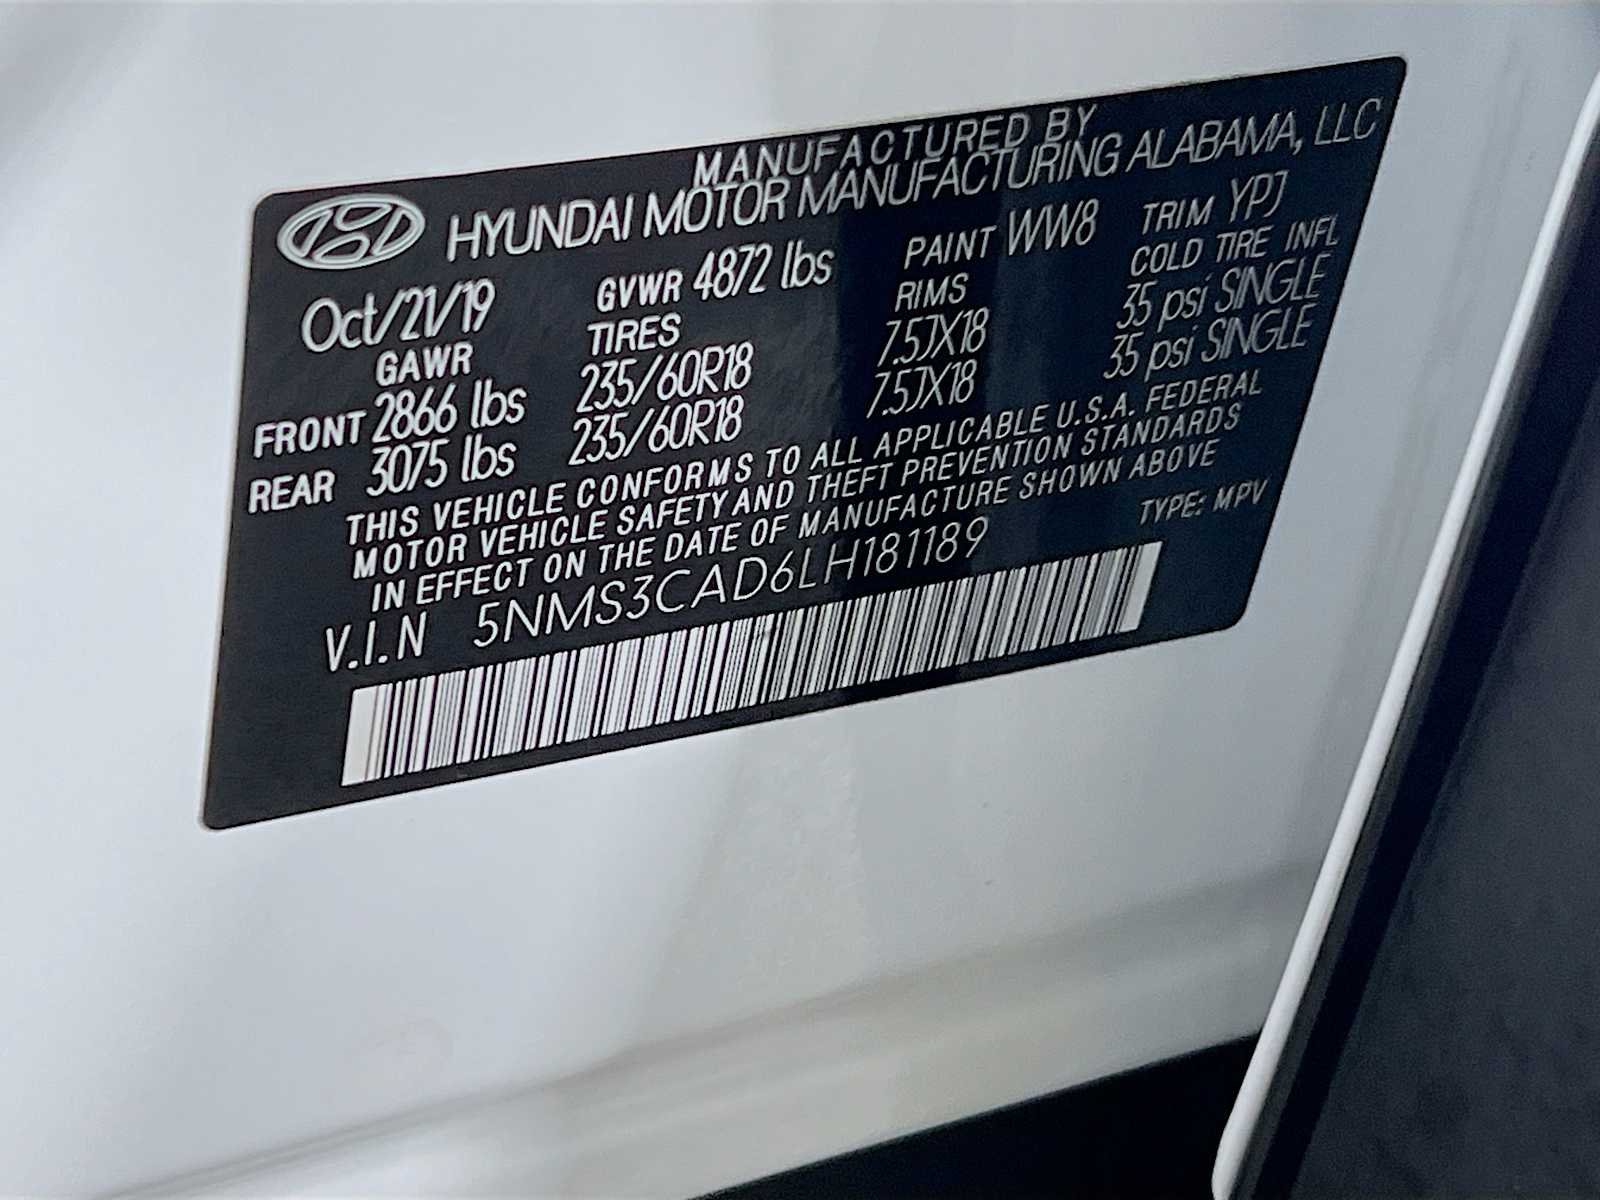 MANUFACTURED BY
HYUNDAI MOTOR MANUFACTURING ALABAMA, LLC
Oct/21/19 GVWR 4872 lbs PAINT WW8 TRIM YPJ
GAWR TIRES RIMS COLD TIRE INFL
FRONT 2866 lbs 235/60R18 7.5JX18 35 psi SINGLE
REAR 3075 lbs 235/60R18 7.5JX18 35 psi SINGLE
THIS VEHICLE CONFORMS TO ALL APPLICABLE U.S.A. FEDERAL
MOTOR VEHICLE SAFETY AND THEFT PREVENTION STANDARDS
IN EFFECT ON THE DATE OF MANUFACTURE SHOWN ABOVE
V.I.N 5NMS3CAD6LH181189 TYPE: MPV